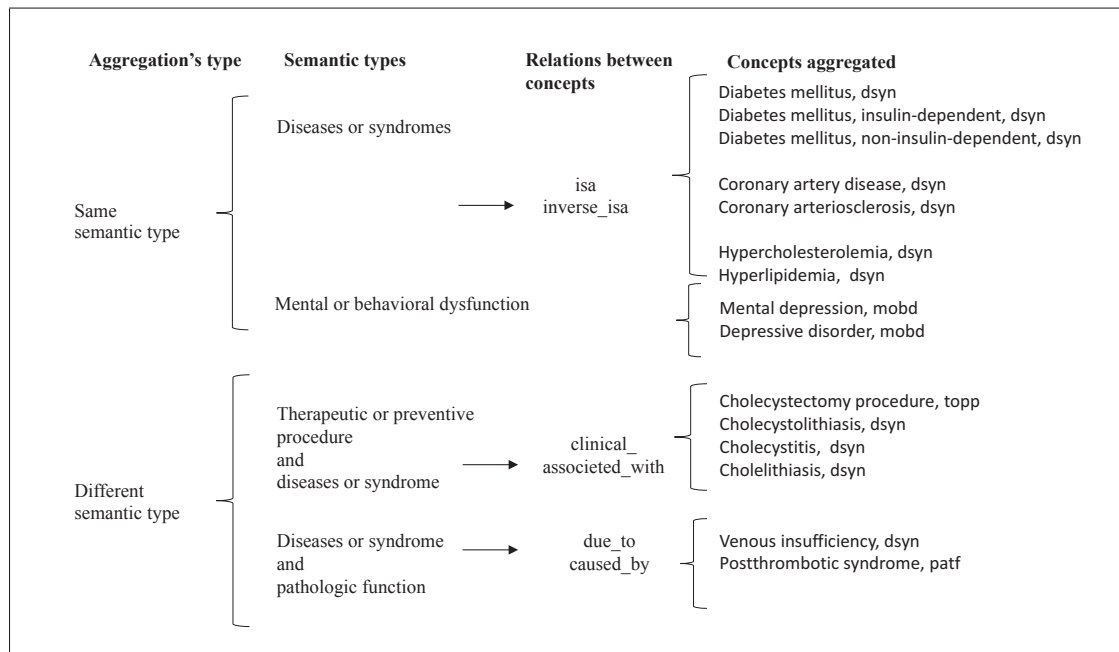 Aggregation's type
Semantic types
Relations between
concepts
Concepts aggregated
Same
semantic type
Diseases or syndromes
Mental or behavioral dysfunction
isa
inverse_isa
Diabetes mellitus, dsyn
Diabetes mellitus, insulin-dependent, dsyn
Diabetes mellitus, non-insulin-dependent, dsyn
Coronary artery disease, dsyn
Coronary arteriosclerosis, dsyn
Hypercholesterolemia, dsyn
Hyperlipidemia, dsyn
Mental depression, mobd
Depressive disorder, mobd
Different
semantic type
Therapeutic or preventive
procedure
and
diseases or syndrome
clinical_
associeted_with
Cholecystectomy procedure, topp
Cholecystolithiasis, dsyn
Cholecystitis, dsyn
Cholelithiasis, dsyn
Diseases or syndrome
and
pathologic function
due_to
caused_by
Venous insufficiency, dsyn
Postthrombotic syndrome, patf